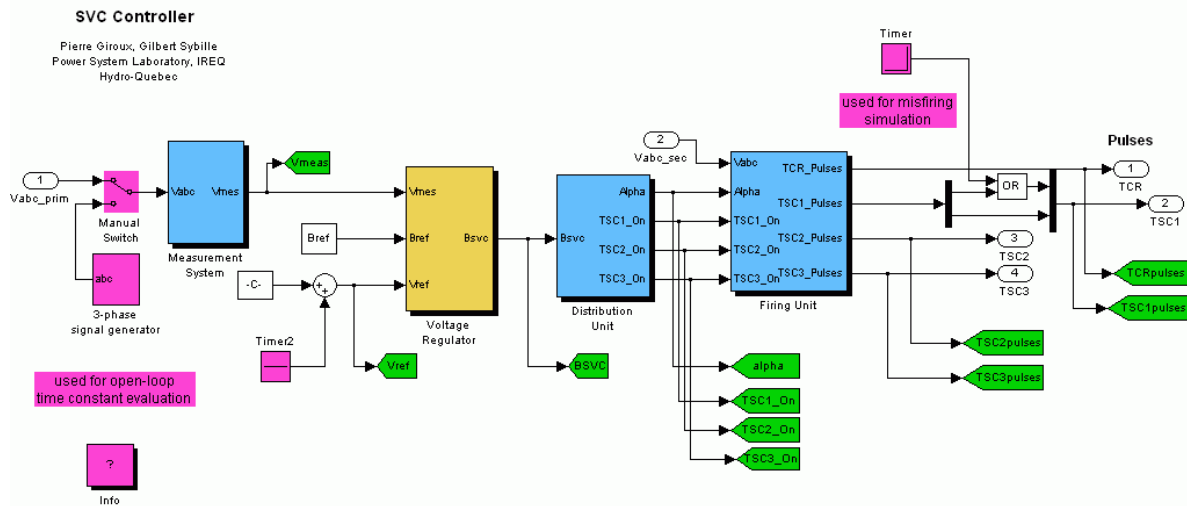 SVC Controller
Pierre Giroux, Gilbert Sybille
Power System Laboratory, IREQ
Hydro-Quebec
Timer
used for misfiring
simulation
Pulses
1
Vabc_prim
Manual
Switch
Vabc
Vmes
Measurement
System
abc
3-phase
signal generator
Vmeas
Bref
-C-
+
+
Timer2
Vref
Vmes
Bref
Vref
Bsvc
Voltage
Regulator
BSVC
Bsvc
Alpha
TSC1_On
TSC2_On
TSC3_On
Distribution
Unit
2
Vabc_sec
Vabc
Alpha
TSC1_On
TSC2_On
TSC3_On
TCR_Pulses
TSC1_Pulses
TSC2_Pulses
TSC3_Pulses
Firing Unit
OR
1
TCR
2
TSC1
3
TSC2
4
TSC3
TCRpulses
TSC1pulses
TSC2pulses
TSC3pulses
alpha
TSC1_On
TSC2_On
TSC3_On
used for open-loop
time constant evaluation
?
Info